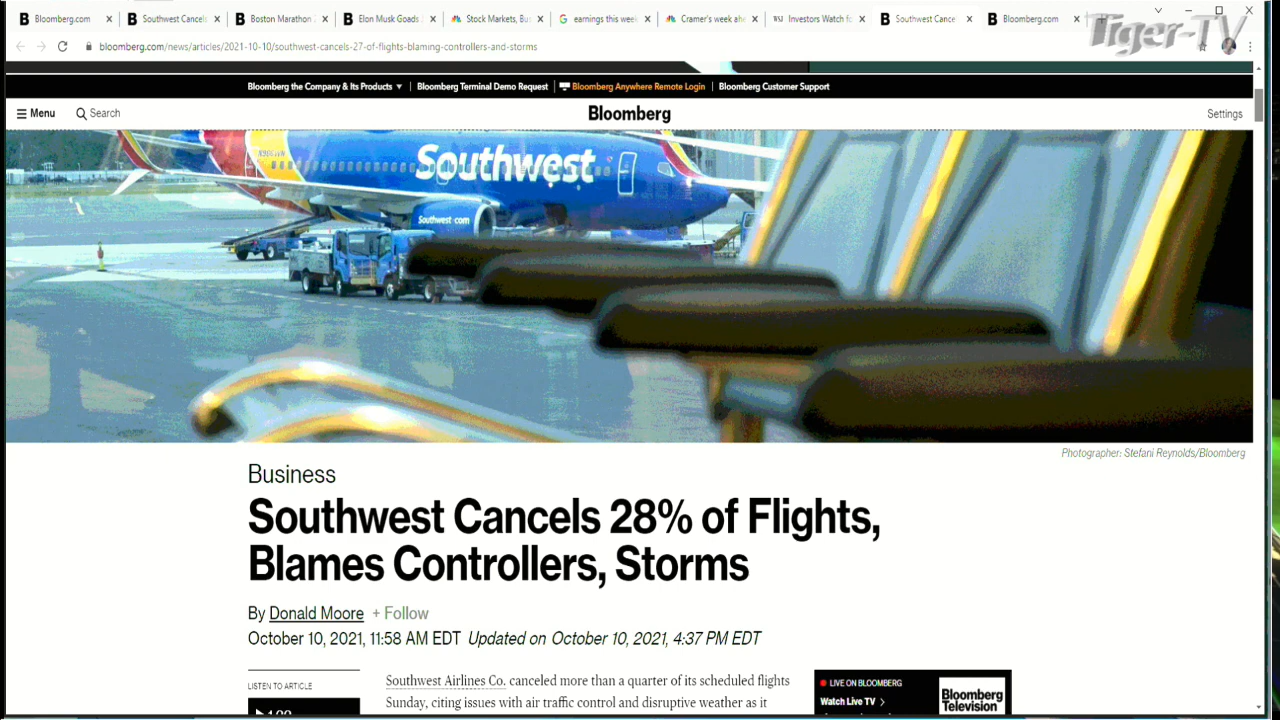 Bloomberg.com
Southwest Cancels
Boston Marathon
Elon Musk Goads
Stock Markets, Bus
earnings this week
Cramer's week ahe
WSJ Investors Watch fo
Southwest Cance
Bloomberg.com
Tiger-TV
bloomberg.com/news/articles/2021-10-10/southwest-cancels-27-of-flights-blaming-controllers-and-storms
Bloomberg the Company & Its Products
Bloomberg Terminal Demo Request
Bloomberg Anywhere Remote Login
Bloomberg Customer Support
Menu
Search
Bloomberg
Settings
Southwest
Southwest.com
Photographer: Stefani Reynolds/Bloomberg
Business
Southwest Cancels 28% of Flights,
Blames Controllers, Storms
By Donald Moore + Follow
October 10, 2021, 11:58 AM EDT Updated on October 10, 2021, 4:37 PM EDT
LISTEN TO ARTICLE
Southwest Airlines Co. canceled more than a quarter of its scheduled flights
Sunday, citing issues with air traffic control and disruptive weather as it
LIVE ON BLOOMBERG
Watch Live TV
Bloomberg
Television